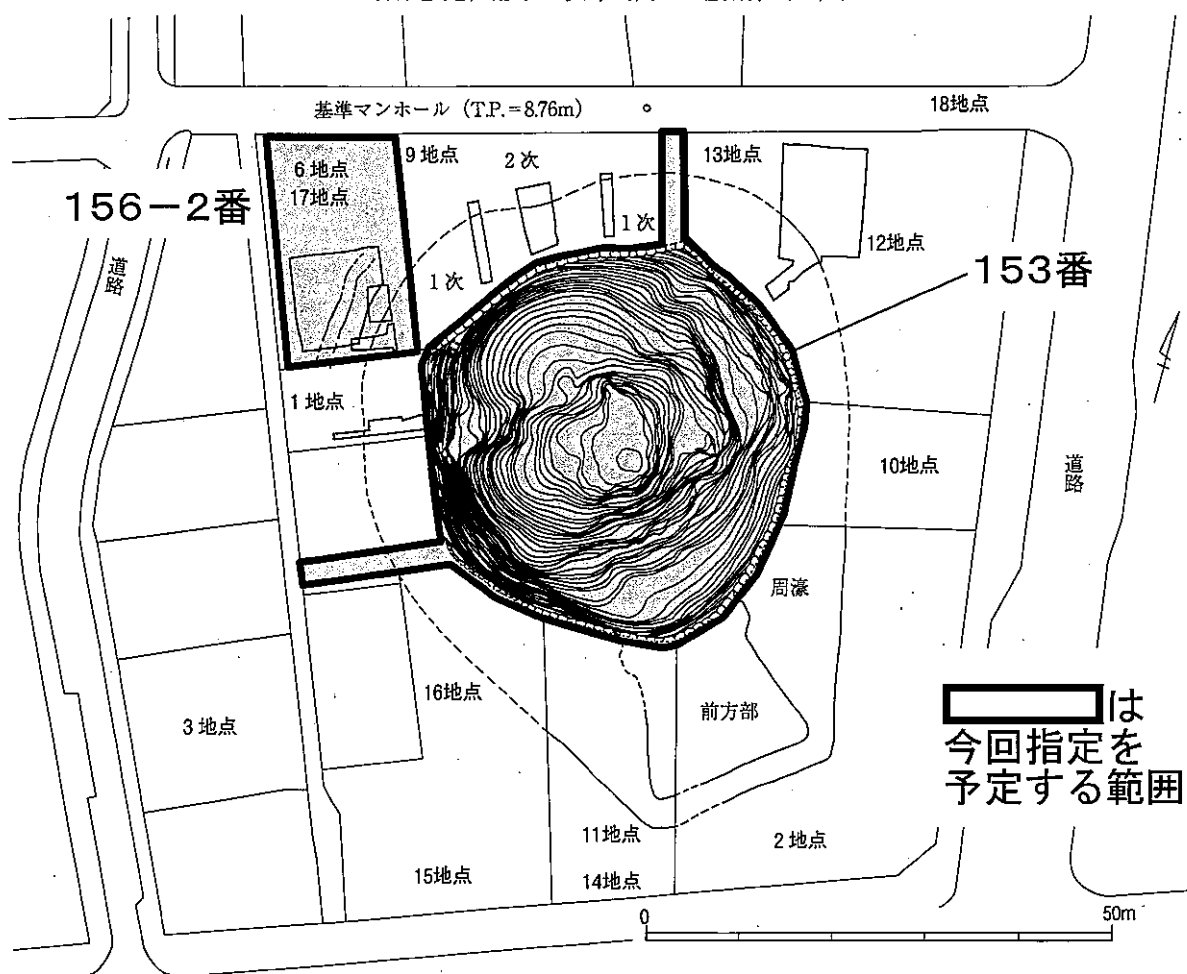 基準マンホール (T.P.=8.76m)
18地点
6地点
17地点
9地点
2次
13地点
156－2番
1次
12地点
道路
1次
153番
1地点
10地点
道路
周濠
16地点
前方部
3地点
は
今回指定を
予定する範囲
11地点
2地点
15地点
14地点
0
50m